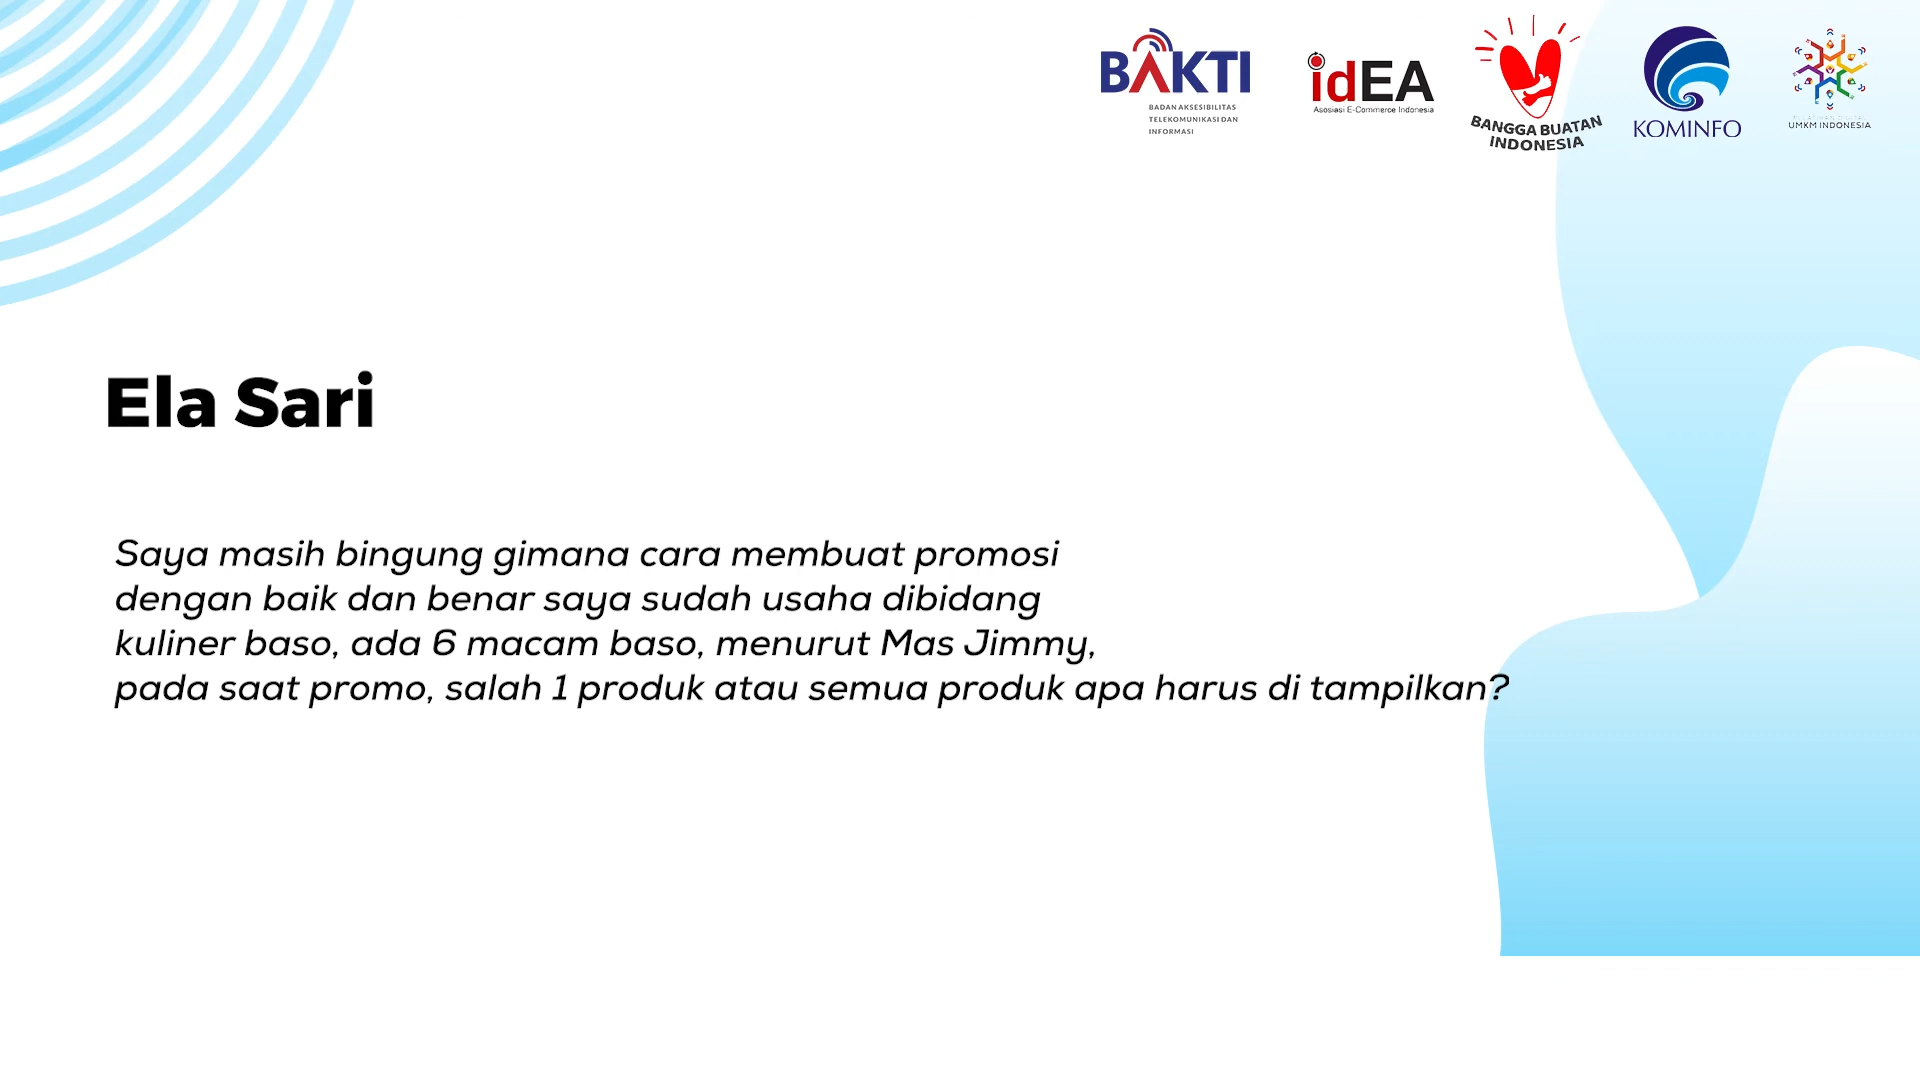 BAKTI
BADAN AKSESIBILITAS
TELEKOMUNIKASI DAN
INFORMASI
idEA
Asosiasi E-Commerce Indonesia
BANGGA BUATAN
INDONESIA
KOMINFO
UMKM INDONESIA
Ela Sari
Saya masih bingung gimana cara membuat promosi
dengan baik dan benar saya sudah usaha dibidang
kuliner baso, ada 6 macam baso, menurut Mas Jimmy,
pada saat promo, salah 1 produk atau semua produk apa harus di tampilkan?